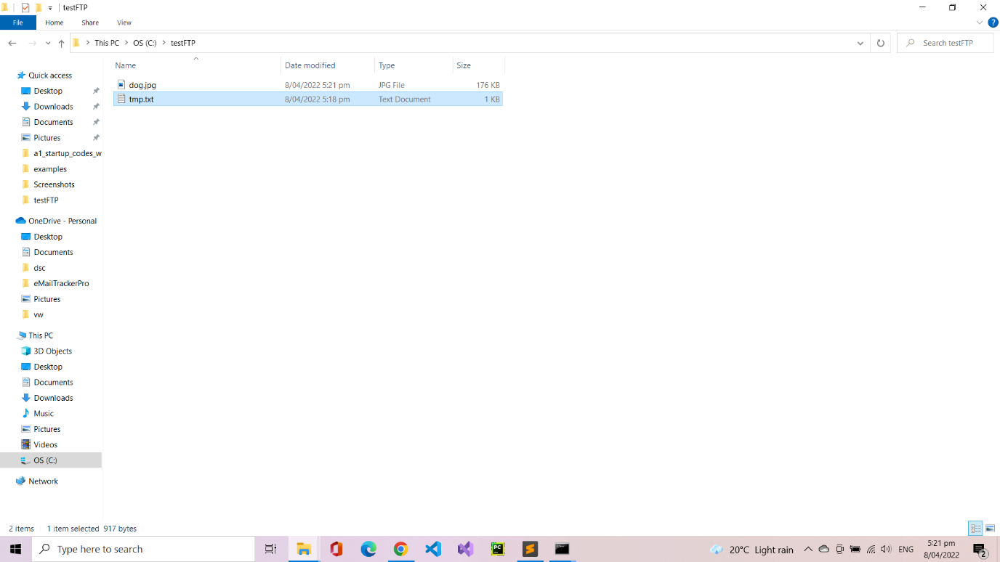 testFTP
File Home Share View
This PC OS (C:) testFTP
Search testFTP
Name Date modified Type Size
dog.jpg 8/04/2022 5:21 pm JPG File 176 KB
tmp.txt 8/04/2022 5:18 pm Text Document 1 KB
Quick access
Desktop
Downloads
Documents
Pictures
a1_startup_codes_w
examples
Screenshots
testFTP
OneDrive - Personal
Desktop
Documents
dsc
eMailTrackerPro
Pictures
vw
This PC
3D Objects
Desktop
Documents
Downloads
Music
Pictures
Videos
OS (C:)
Network
2 items 1 item selected 917 bytes
Type here to search
PC
20°C Light rain
ENG
5:21 pm
8/04/2022
2